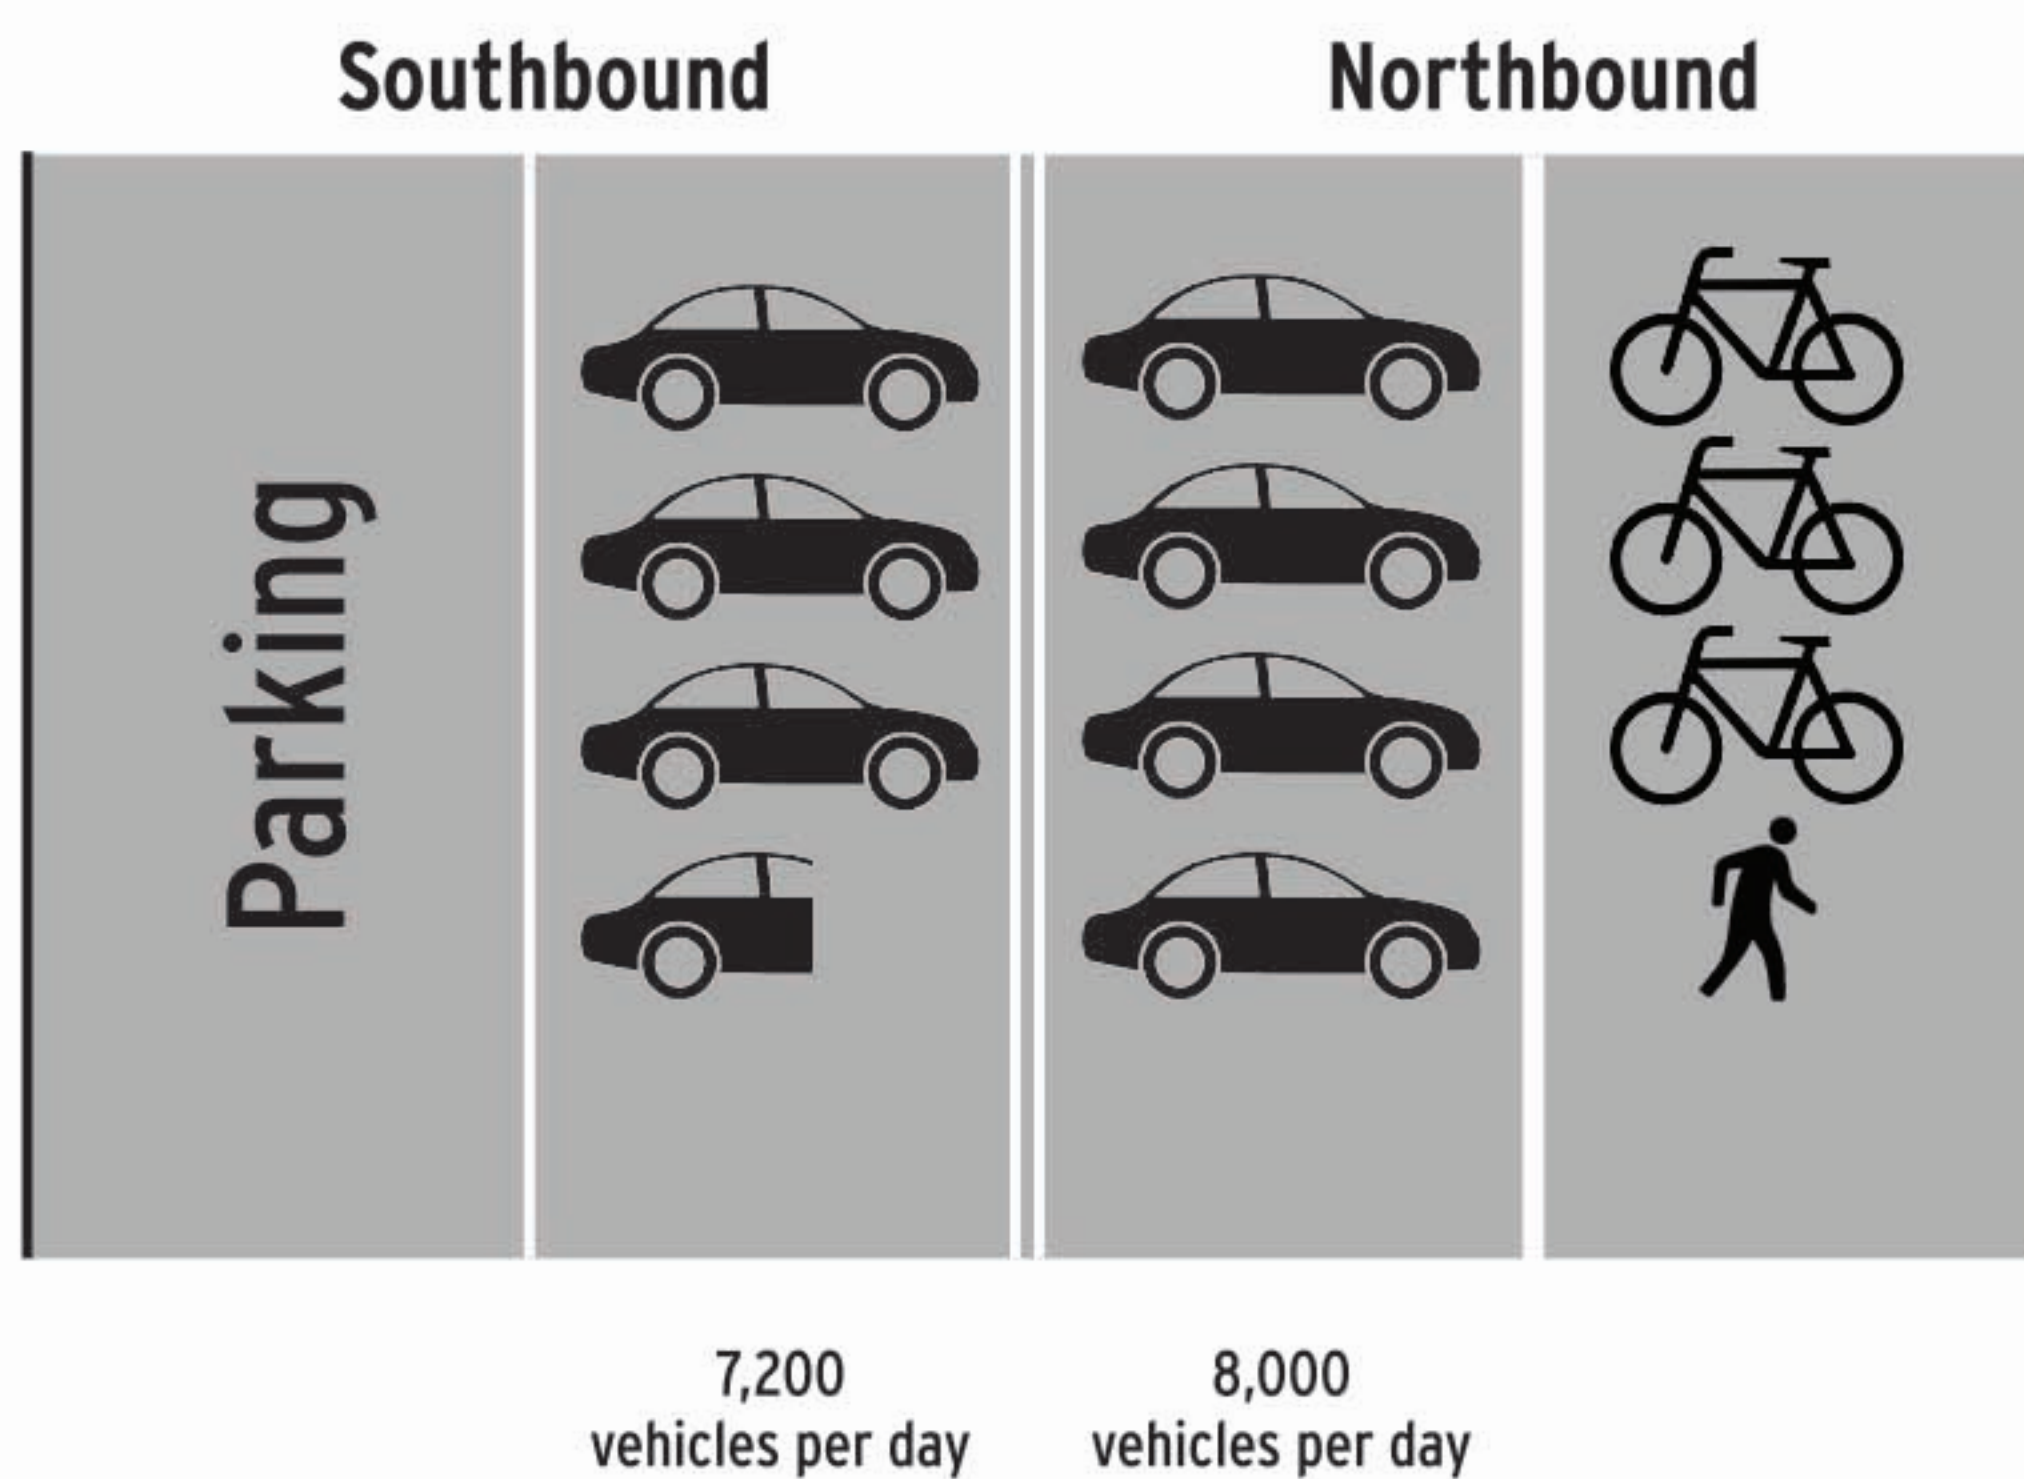 Southbound
Northbound
Parking
7,200
vehicles per day
8,000
vehicles per day